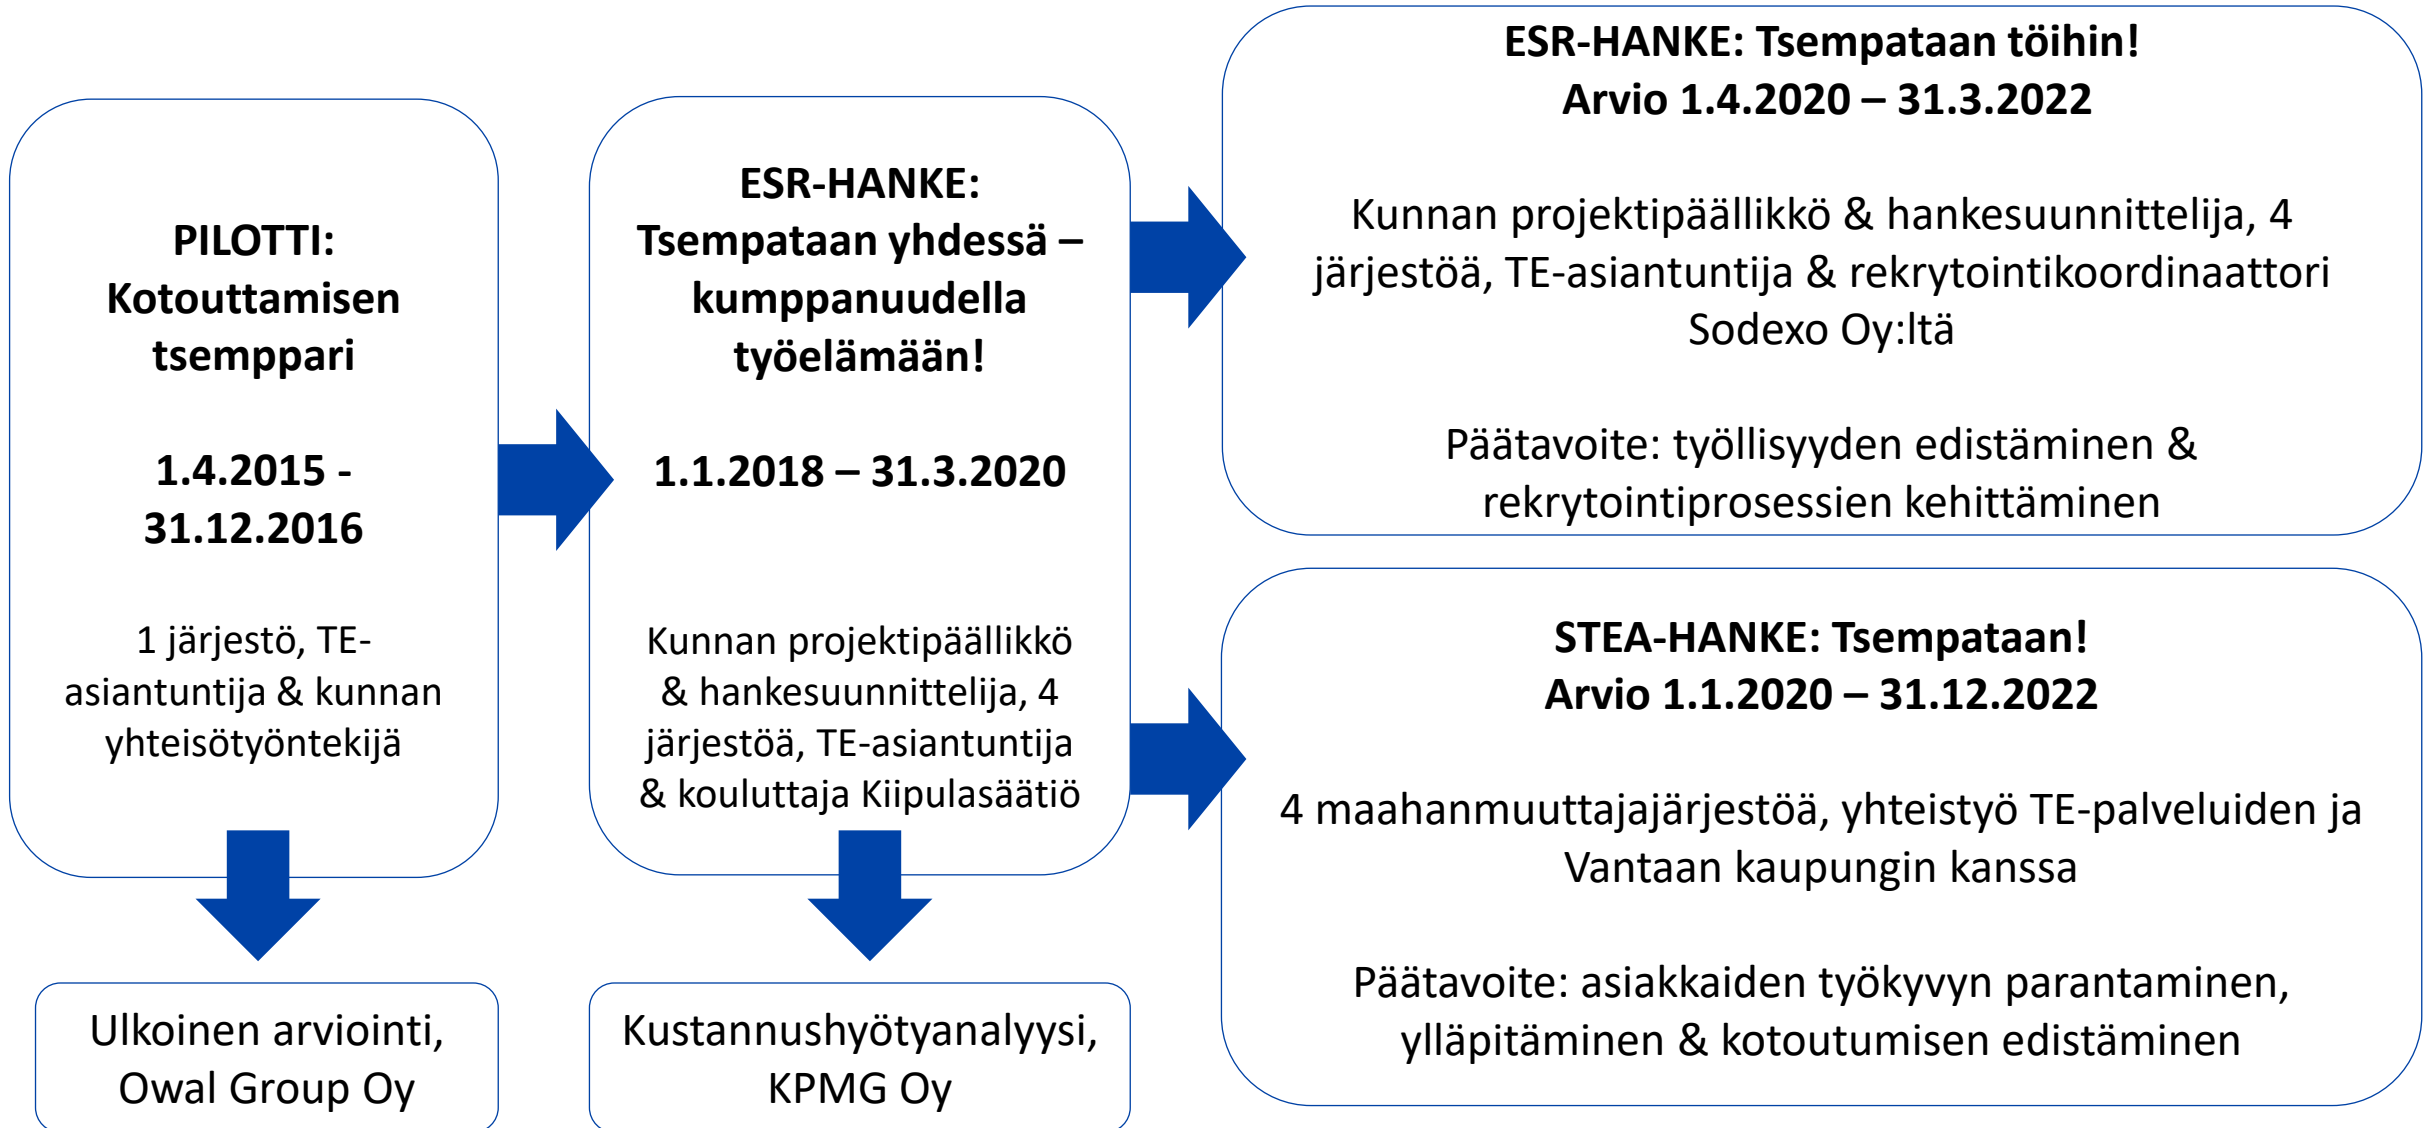 PILOTTI:
Kotouttamisen
tsemppari
1.4.2015 -
31.12.2016
1 järjestö, TE-
asiantuntija & kunnan
yhteisötyöntekijä
Ulkoinen arviointi,
Owal Group Oy
ESR-HANKE:
Tsempataan yhdessä –
kumppanuudella
työelämään!
1.1.2018 – 31.3.2020
Kunnan projektipäällikkö
& hankesuunnittelija, 4
järjestöä, TE-asiantuntija
& kouluttaja Kiipulasäätiö
Kustannushyötyanalyysi,
KPMG Oy
ESR-HANKE: Tsempataan töihin!
Arvio 1.4.2020 – 31.3.2022
Kunnan projektipäällikkö & hankesuunnittelija, 4
järjestöä, TE-asiantuntija & rekrytointikoordinaattori
Sodexo Oy:ltä
Päätavoite: työllisyyden edistäminen &
rekrytointiprosessien kehittäminen
STEA-HANKE: Tsempataan!
Arvio 1.1.2020 – 31.12.2022
4 maahanmuuttajajärjestöä, yhteistyö TE-palveluiden ja
Vantaan kaupungin kanssa
Päätavoite: asiakkaiden työkyvyn parantaminen,
ylläpitäminen & kotoutumisen edistäminen